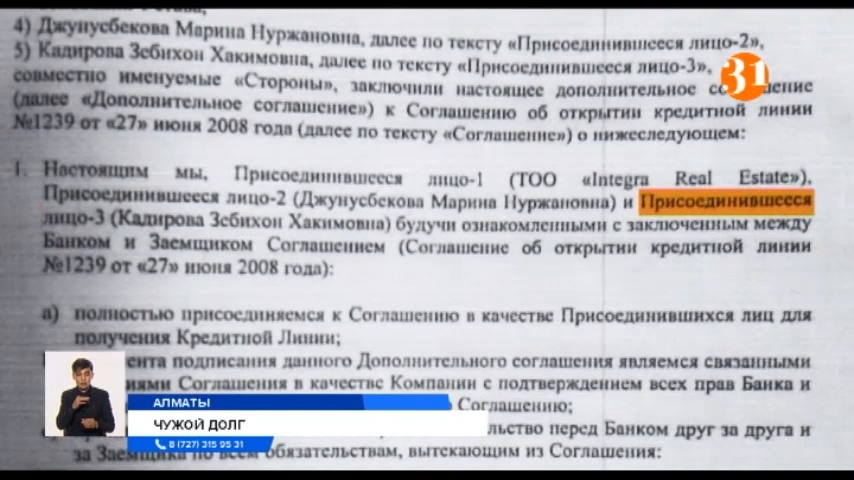 4) Джунусбекова Марина Нуржановна, далее по тексту «Присоединившееся лицо-2»,
5) Кадирова Зебихон Хакимовна, далее по тексту «Присоединившееся лицо-3»,
совместно именуемые «Стороны», заключили настоящее дополнительное
(далее «Дополнительное соглашение») к Соглашению об открытии кредитной линии
№1239 от «27» июня 2008 года (далее по тексту «Соглашение») о нижеследующем:
1. Настоящим мы, Присоединившееся лицо-1 (ТОО «Integra Real Estate»),
Присоединившееся лицо-2 (Джунусбекова Марина Нуржановна) и Присоединившееся
лицо-3 (Кадирова Зебихон Хакимовна) будучи ознакомленными с заключенным между
Банком и Заемщиком Соглашением (Соглашение об открытии кредитной линии
№1239 от «27» июня 2008 года):
а) полностью присоединяемся к Соглашению в качестве Присоединившихся лиц для
получения Кредитной Линии;
подписания данного Дополнительного соглашения являемся связанными
Соглашения в качестве Компании с подтверждением всех прав Банка и
Соглашению;
перед Банком друг за друга и
за Заемщика по всем обязательствам, вытекающим из Соглашения:
31
АЛМАТЫ
ЧУЖОЙ ДОЛГ
8 (727) 315 95 31